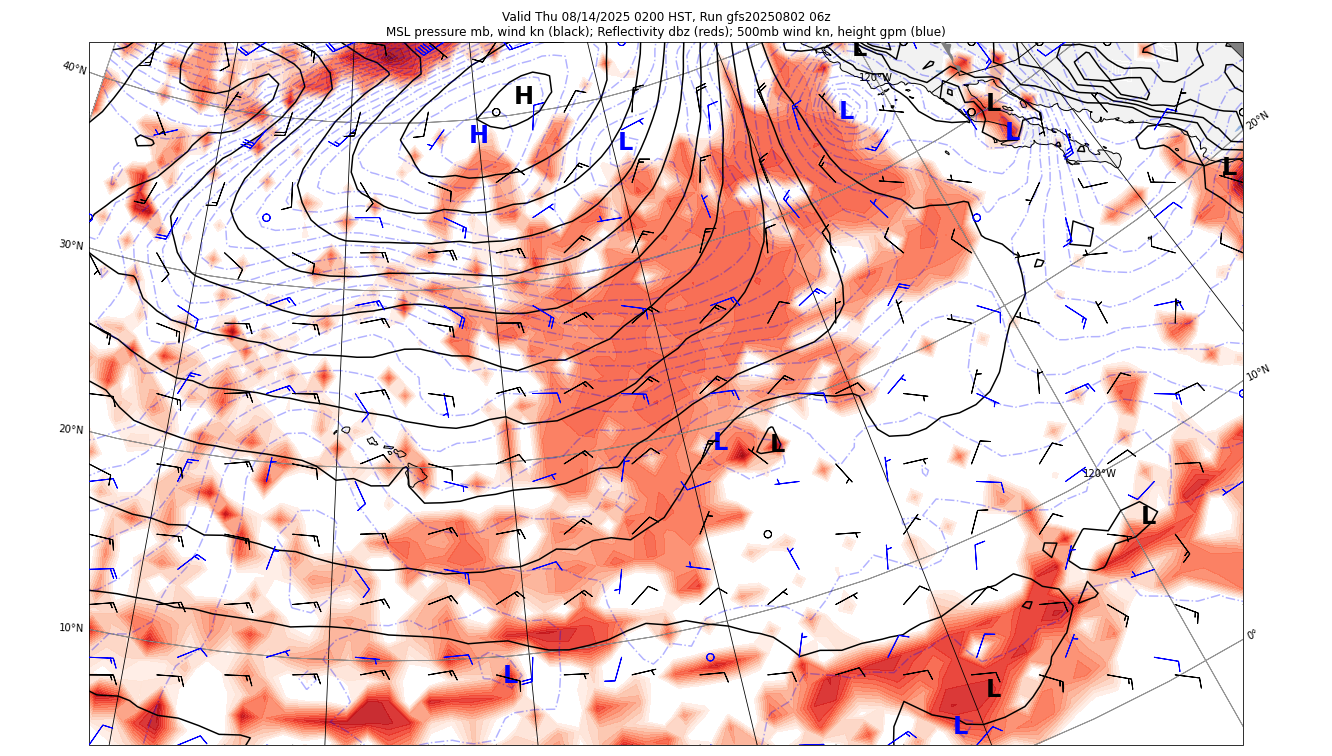 Valid Thu 08/14/2025 0200 HST, Run gfs20250802 06z
MSL pressure mb, wind kn (black); Reflectivity dbz (reds); 500mb wind kn, height gpm (blue)
L
40°N
120°W
H
L
L
20°N
H
L
L
L
30°N
10°N
20°N
L
L
120°W
L
10°N
0°
L
L
L